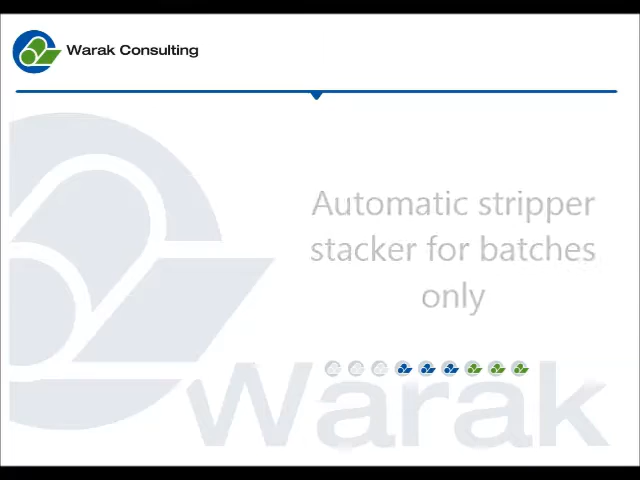 Warak Consulting
Automatic stripper
stacker for batches
only
Warak